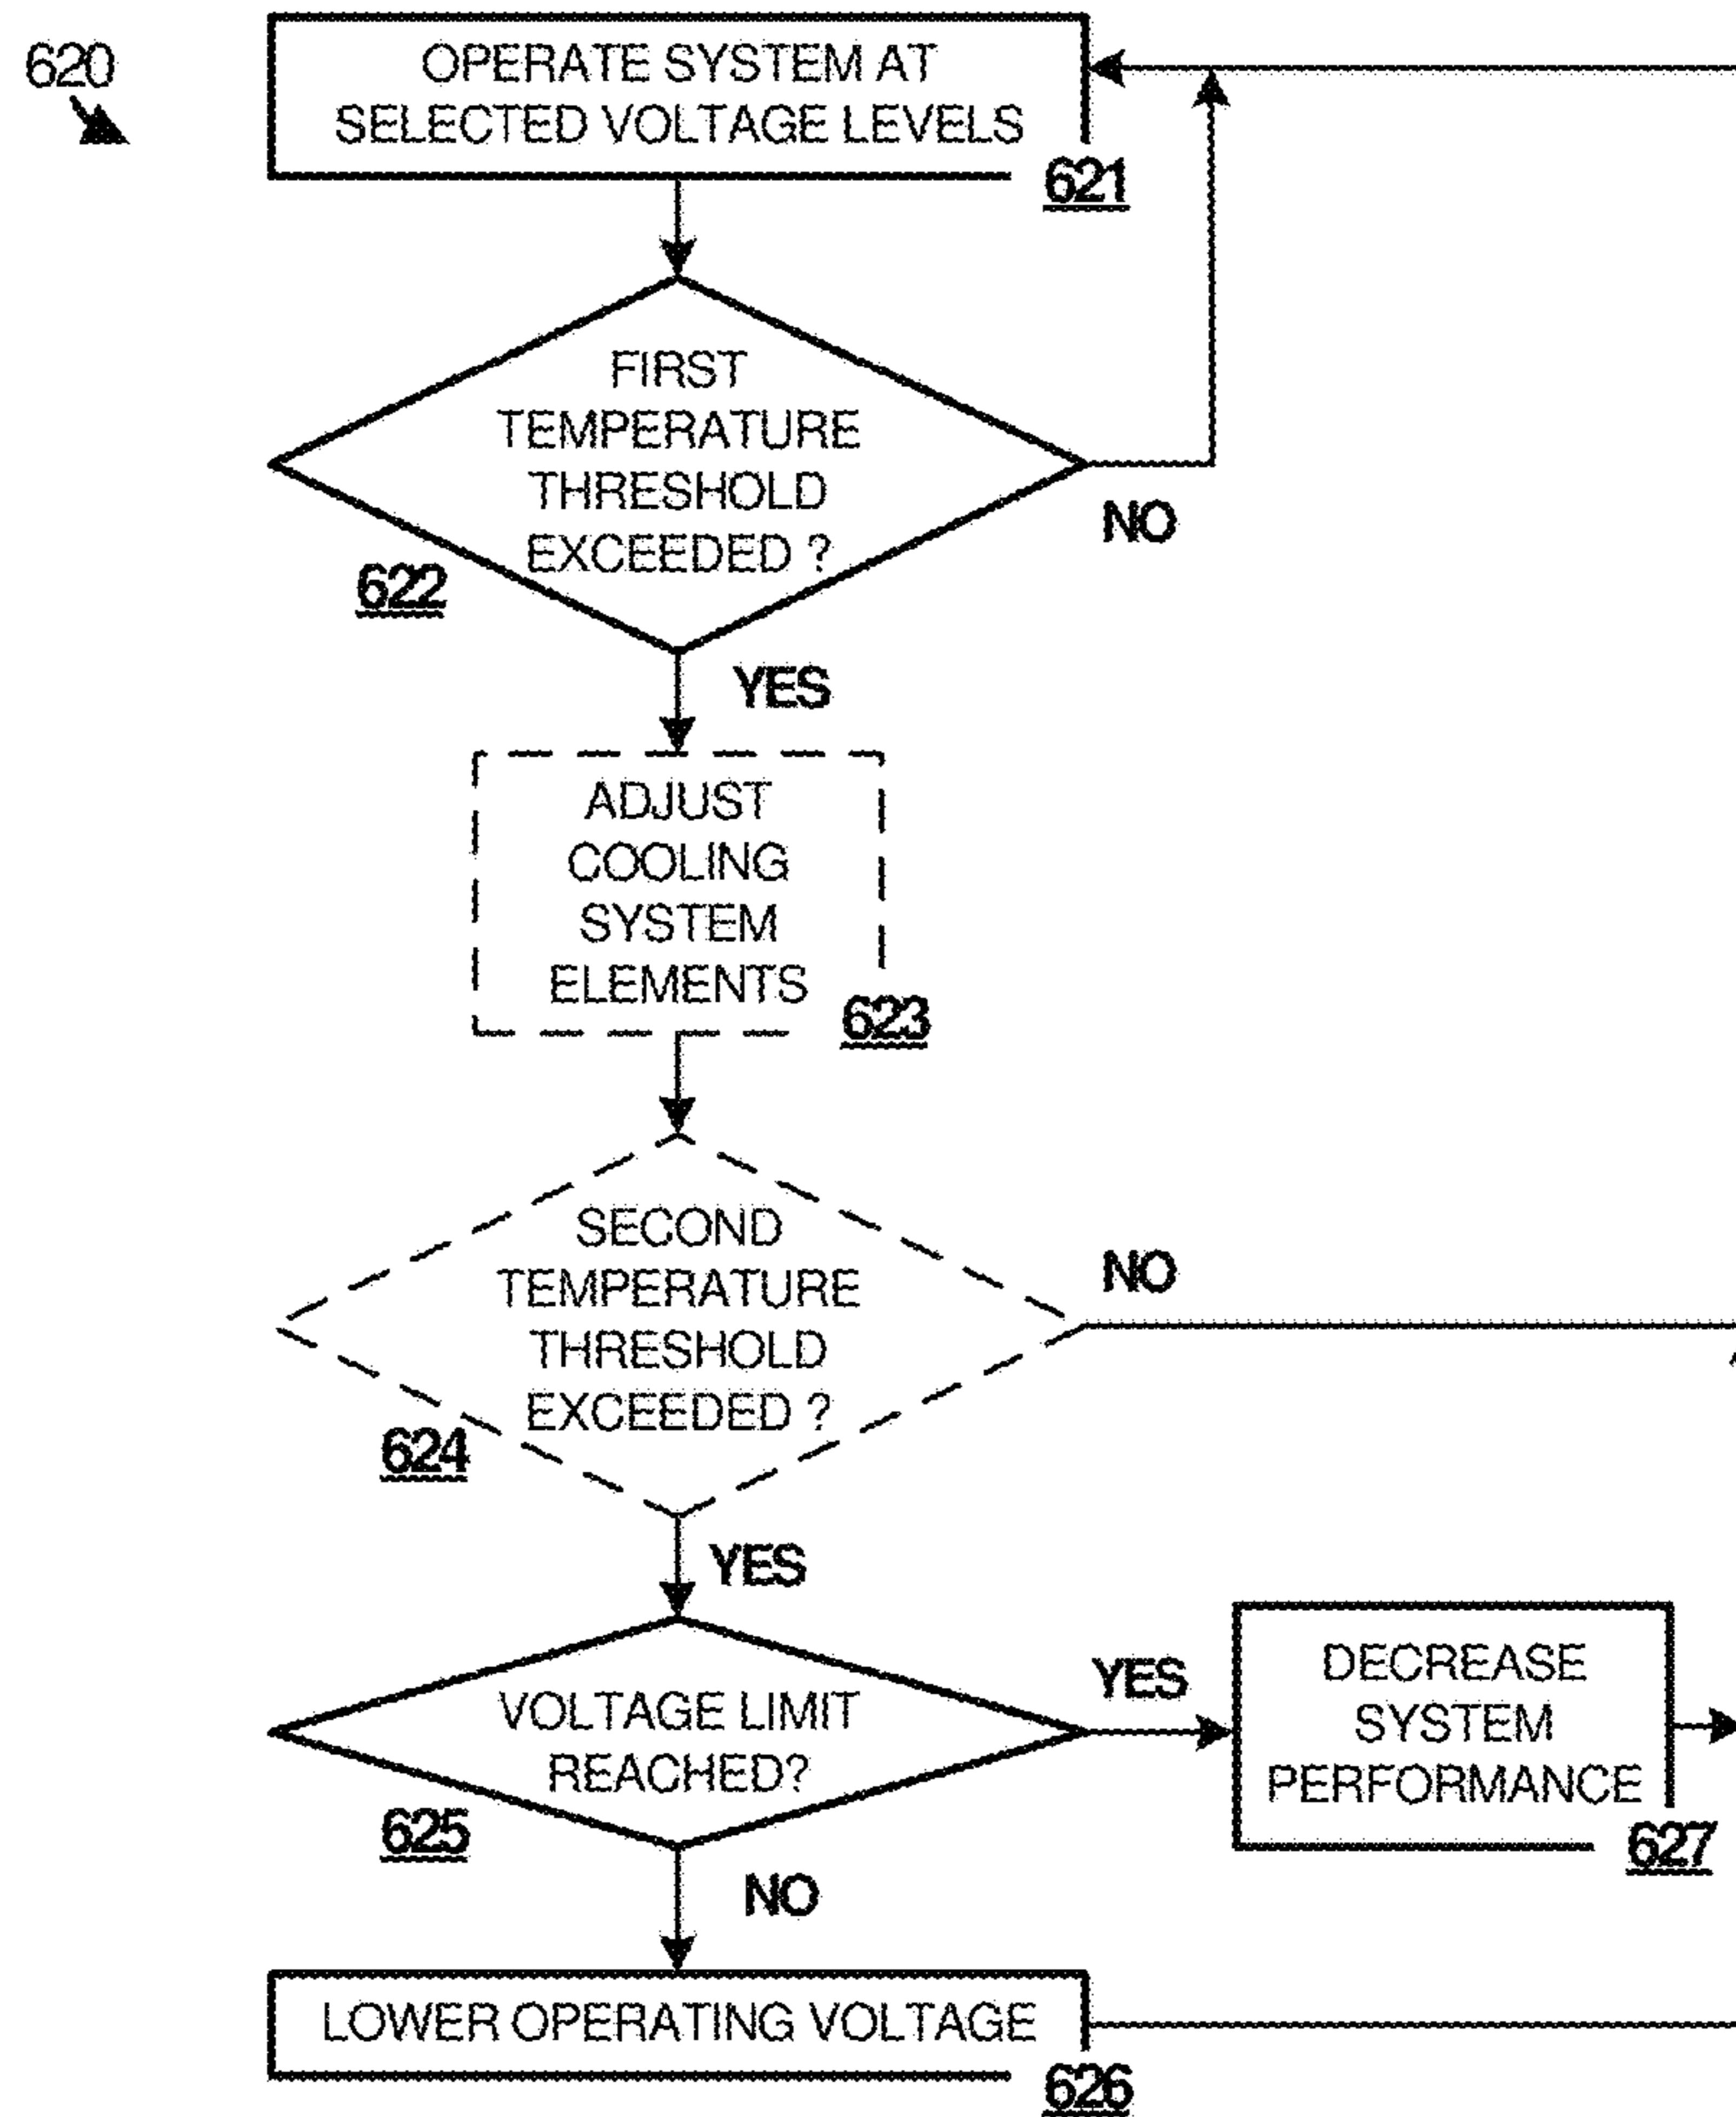 620
OPERATE SYSTEM AT
SELECTED VOLTAGE LEVELS
621
FIRST
TEMPERATURE
THRESHOLD
EXCEEDED ?
622
NO
YES
ADJUST
COOLING
SYSTEM
ELEMENTS
623
SECOND
TEMPERATURE
THRESHOLD
EXCEEDED ?
624
NO
YES
VOLTAGE LIMIT
REACHED?
625
YES
DECREASE
SYSTEM
PERFORMANCE
627
NO
LOWER OPERATING VOLTAGE
626